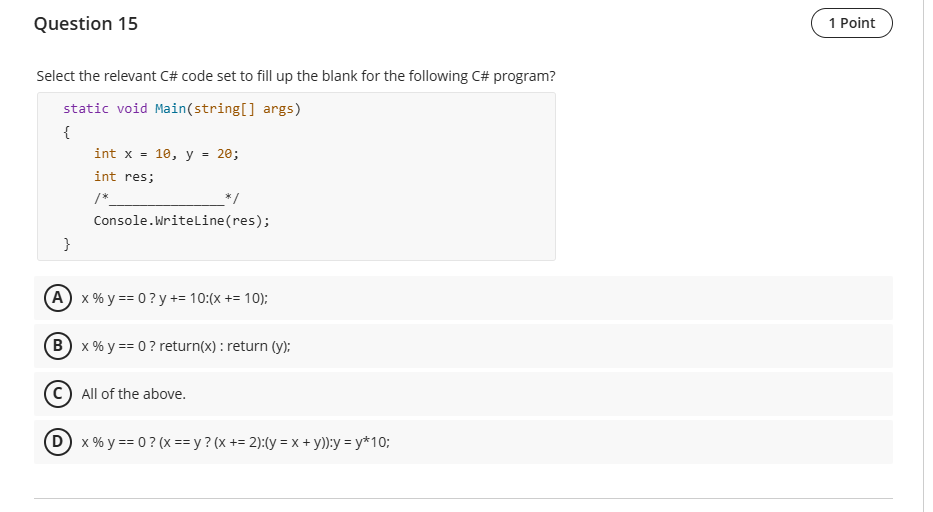 Question 15
1 Point
Select the relevant C# code set to fill up the blank for the following C# program?
static void Main(string[] args)
{
int x = 10, y = 20;
int res;
/*_______________*/
Console.WriteLine(res);
}
A x % y == 0 ? y += 10:(x += 10);
B x % y == 0 ? return(x) : return (y);
C All of the above.
D x % y == 0 ? (x == y ? (x += 2):(y = x + y)):y = y*10;